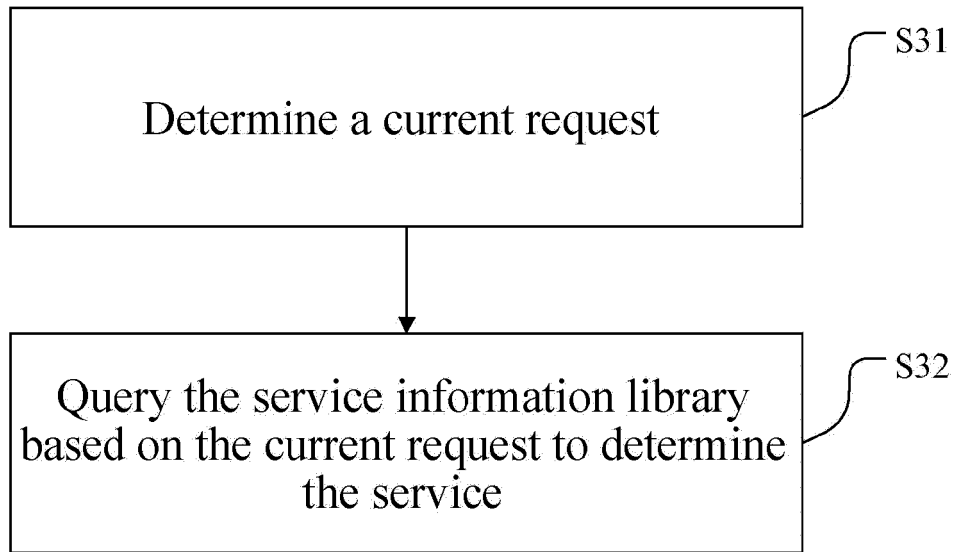 S31
Determine a current request
S32
Query the service information library
based on the current request to determine
the service